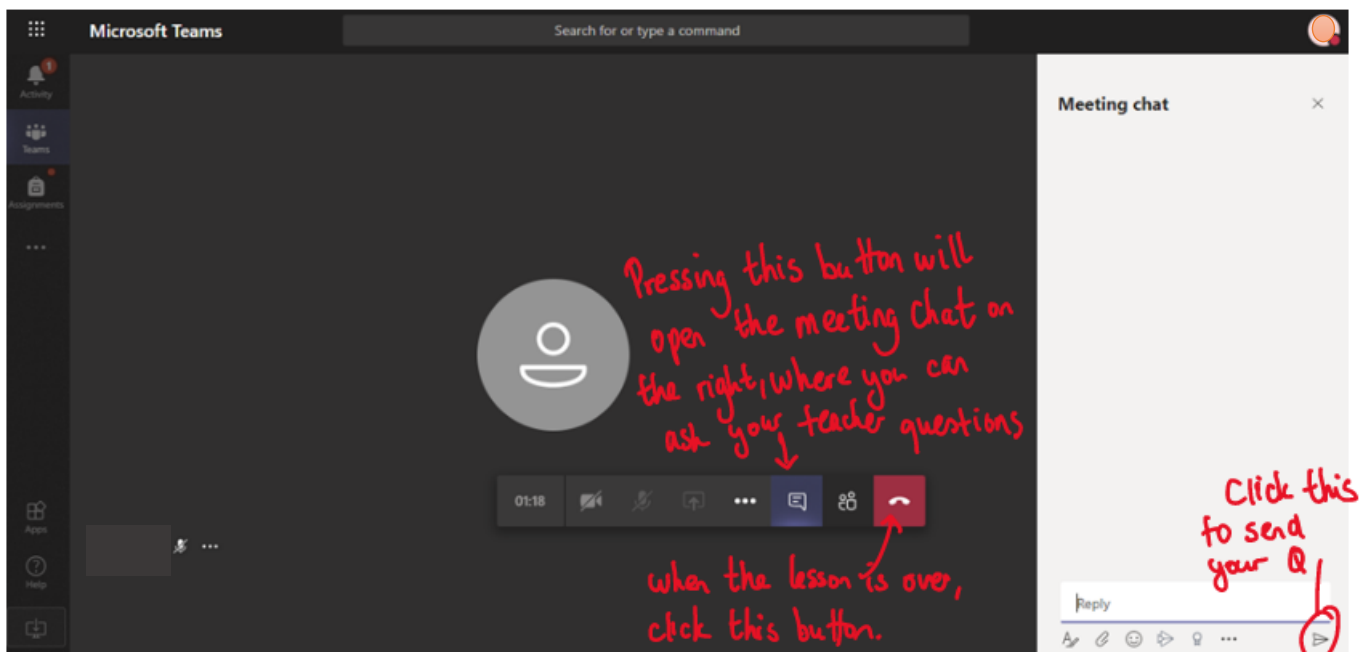 Microsoft Teams
Search for or type a command
1
Activity
Teams
Assignments
Meeting chat
Pressing this button will
open the meeting chat on
the right, where you can
ask your teacher questions
01:18
when the lesson is over,
click this button.
Click this
to send
your Q
Reply
Apps
Help